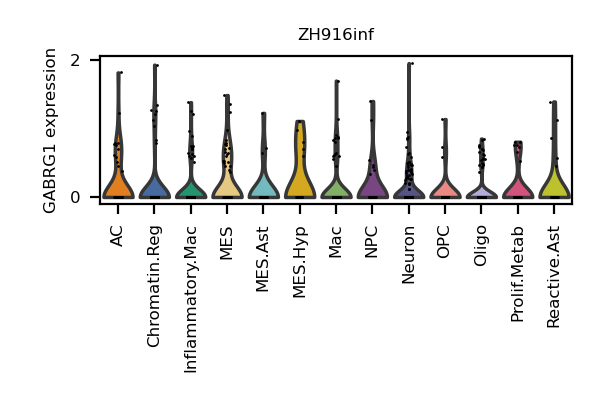 ZH916inf
GABRG1 expression
2
0
AC
Chromatin.Reg
Inflammatory.Mac
MES
MES.Ast
MES.Hyp
Mac
NPC
Neuron
OPC
Oligo
Prolif.Metab
Reactive.Ast